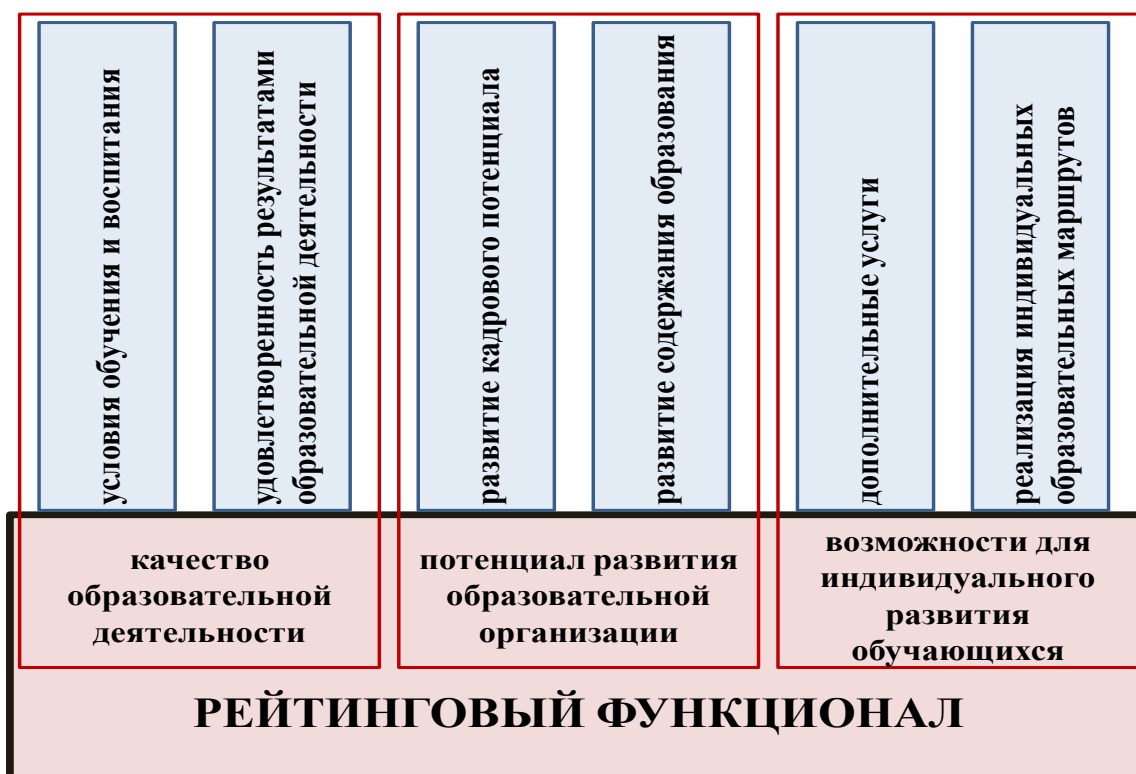 условия обучения и воспитания
удовлетворенность результатами
образовательной деятельности
развитие кадрового потенциала
развитие содержания образования
дополнительные услуги
реализация индивидуальных
образовательных маршрутов
качество
образовательной
деятельности
потенциал развития
образовательной
организации
возможности для
индивидуального
развития
обучающихся
РЕЙТИНГОВЫЙ ФУНКЦИОНАЛ